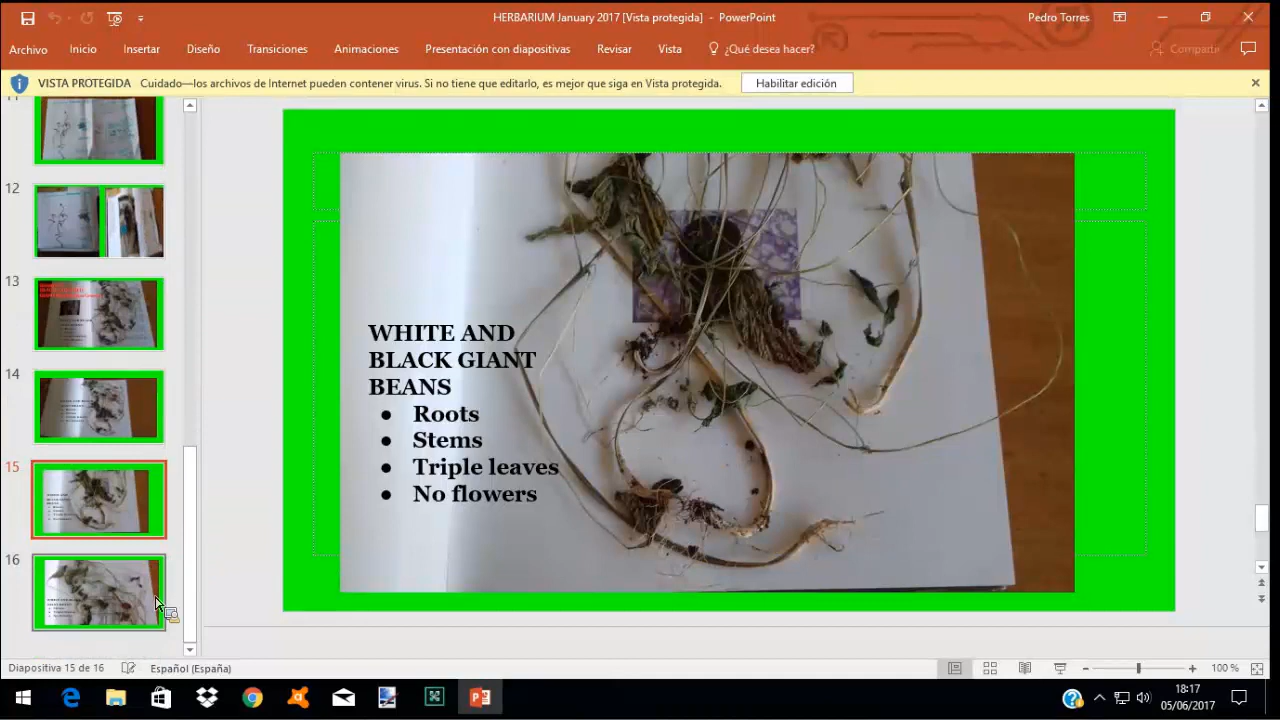 HERBARIUM January 2017 [Vista protegida] - PowerPoint
Pedro Torres
Archivo Inicio Insertar Diseño Transiciones Animaciones Presentación con diapositivas Revisar Vista ¿Qué desea hacer? Compartir
VISTA PROTEGIDA Cuidado—los archivos de Internet pueden contener virus. Si no tiene que editarlo, es mejor que siga en Vista protegida. Habilitar edición
12
13
14
15
16
WHITE AND
BLACK GIANT
BEANS
● Roots
● Stems
● Triple leaves
● No flowers
Diapositiva 15 de 16 Español (España) 100 %
18:17
05/06/2017